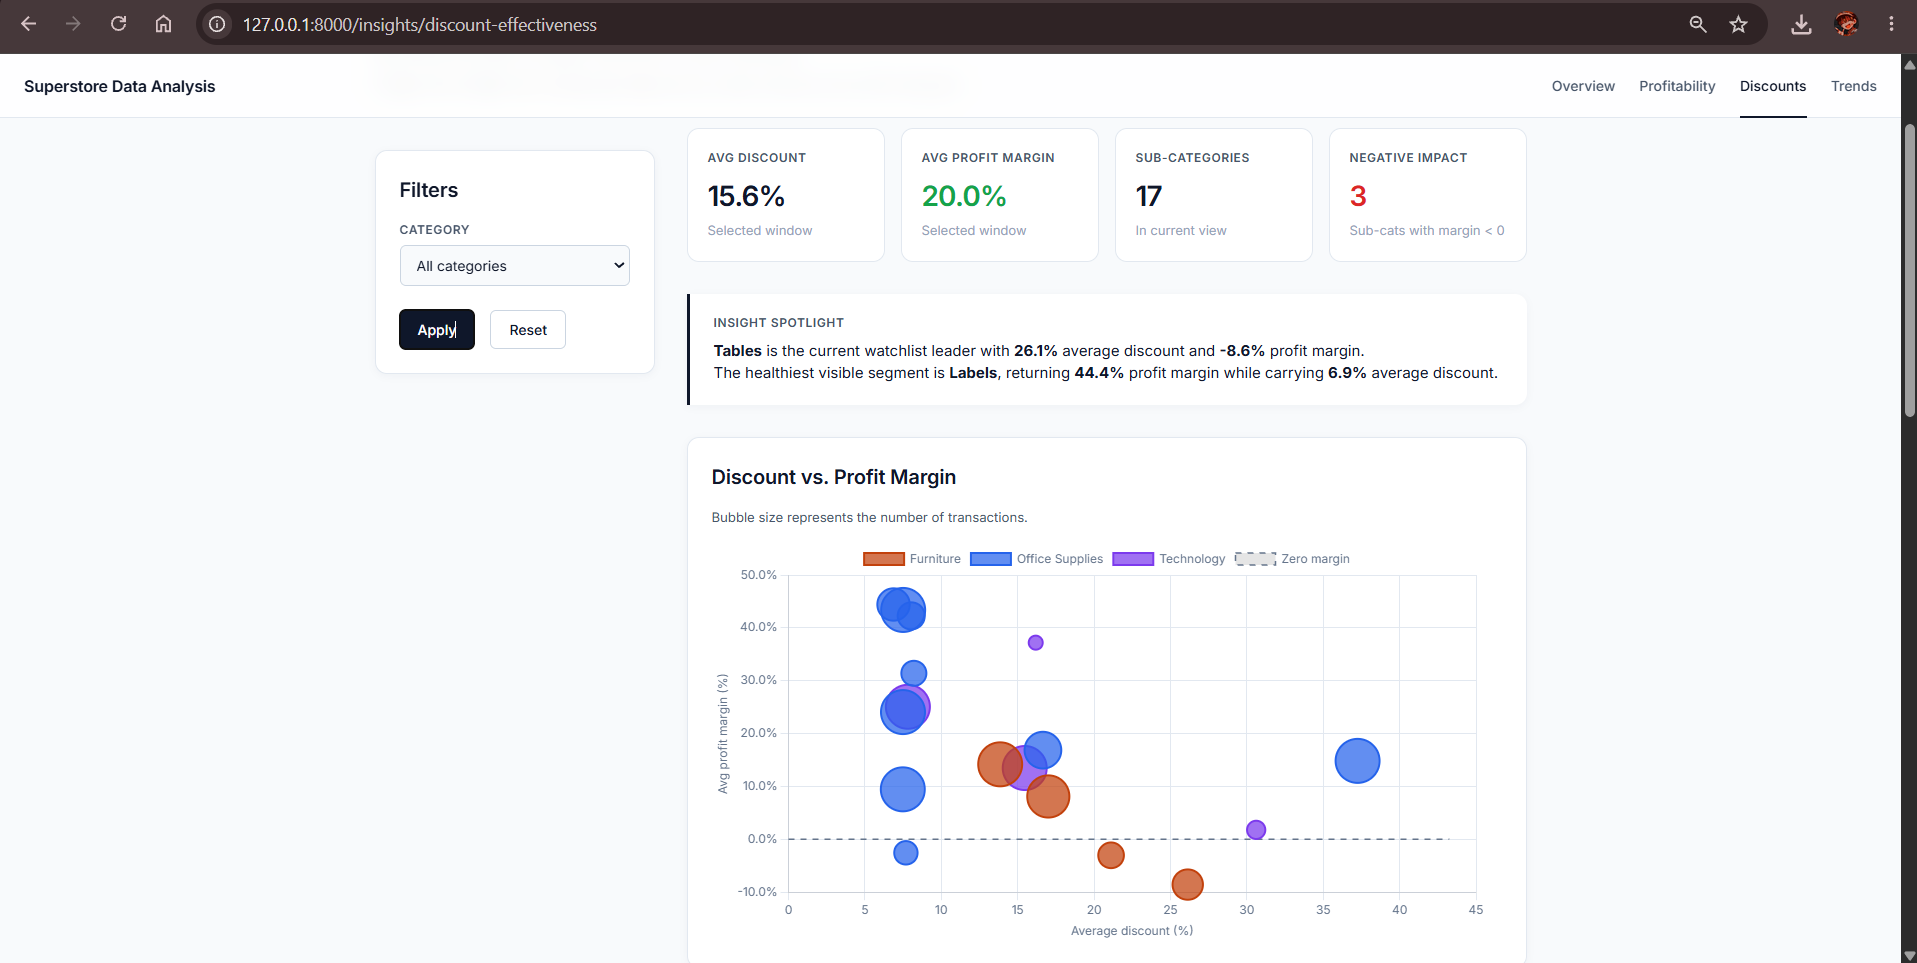 127.0.0.1:8000/insights/discount-effectiveness
Superstore Data Analysis
Overview
Profitability
Discounts
Trends
Filters
CATEGORY
All categories
Apply
Reset
AVG DISCOUNT
15.6%
Selected window
AVG PROFIT MARGIN
20.0%
Selected window
SUB-CATEGORIES
17
In current view
NEGATIVE IMPACT
3
Sub-cats with margin < 0
INSIGHT SPOTLIGHT
Tables is the current watchlist leader with 26.1% average discount and -8.6% profit margin.
The healthiest visible segment is Labels, returning 44.4% profit margin while carrying 6.9% average discount.
Discount vs. Profit Margin
Bubble size represents the number of transactions.
Furniture
Office Supplies
Technology
Zero margin
Avg profit margin (%)
50.0%
40.0%
30.0%
20.0%
10.0%
0.0%
-10.0%
0 5 10 15 20 25 30 35 40 45
Average discount (%)